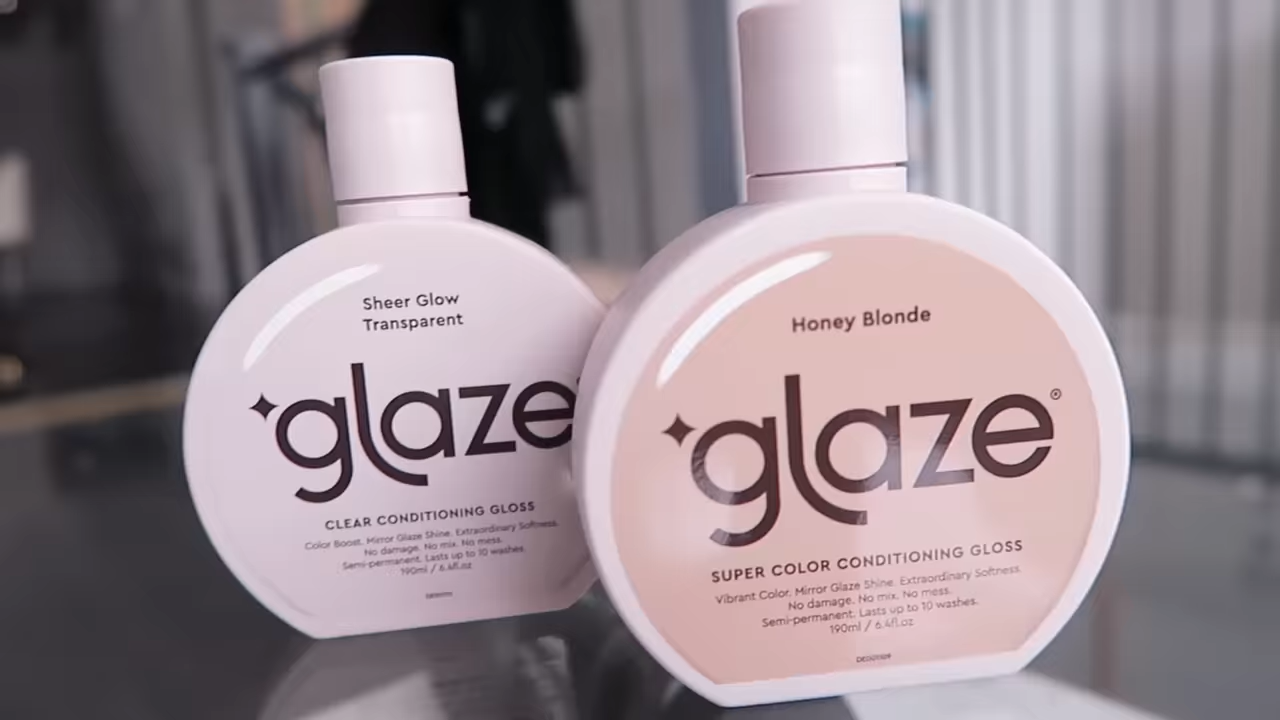 Sheer Glow
Transparent
glaze
CLEAR CONDITIONING GLOSS
Color Boost. Mirror Glaze Shine. Extraordinary Softness.
No damage. No mix. No mess.
Semi-permanent. Lasts up to 10 washes.
190ml / 6.4fl.oz
Honey Blonde
glaze®
SUPER COLOR CONDITIONING GLOSS
Vibrant Color. Mirror Glaze Shine. Extraordinary Softness.
No damage. No mix. No mess.
Semi-permanent. Lasts up to 10 washes.
190ml / 6.4fl.oz